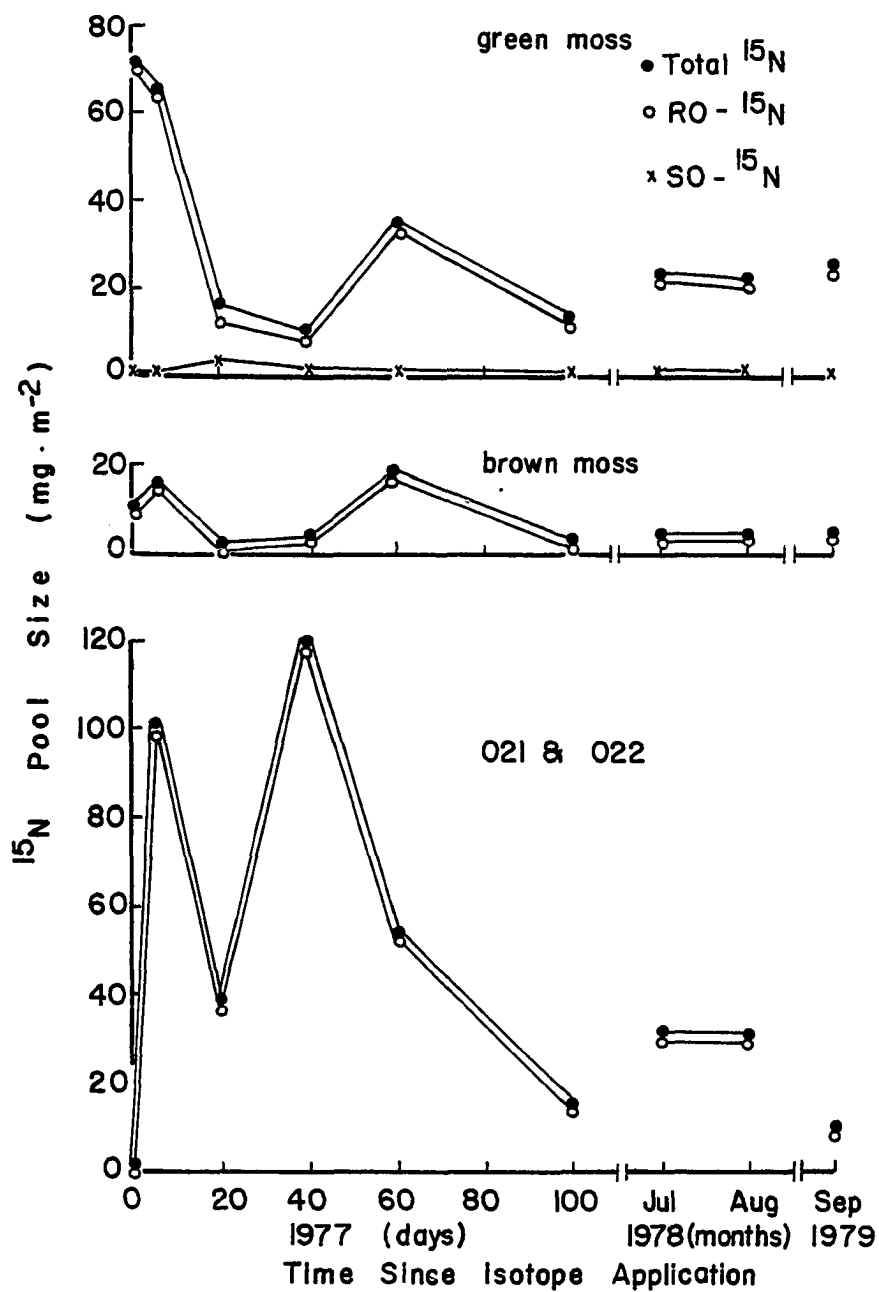 80
60
40
20
0
green moss
● Total ¹⁵N
○ RO - ¹⁵N
x SO - ¹⁵N
20
0
brown moss
120
100
80
60
40
20
0
O21 & O22
¹⁵N Pool Size (mg · m⁻²)
0 20 40 60 80 100 Jul Aug Sep
1977 (days) 1978 (months) 1979
Time Since Isotope Application